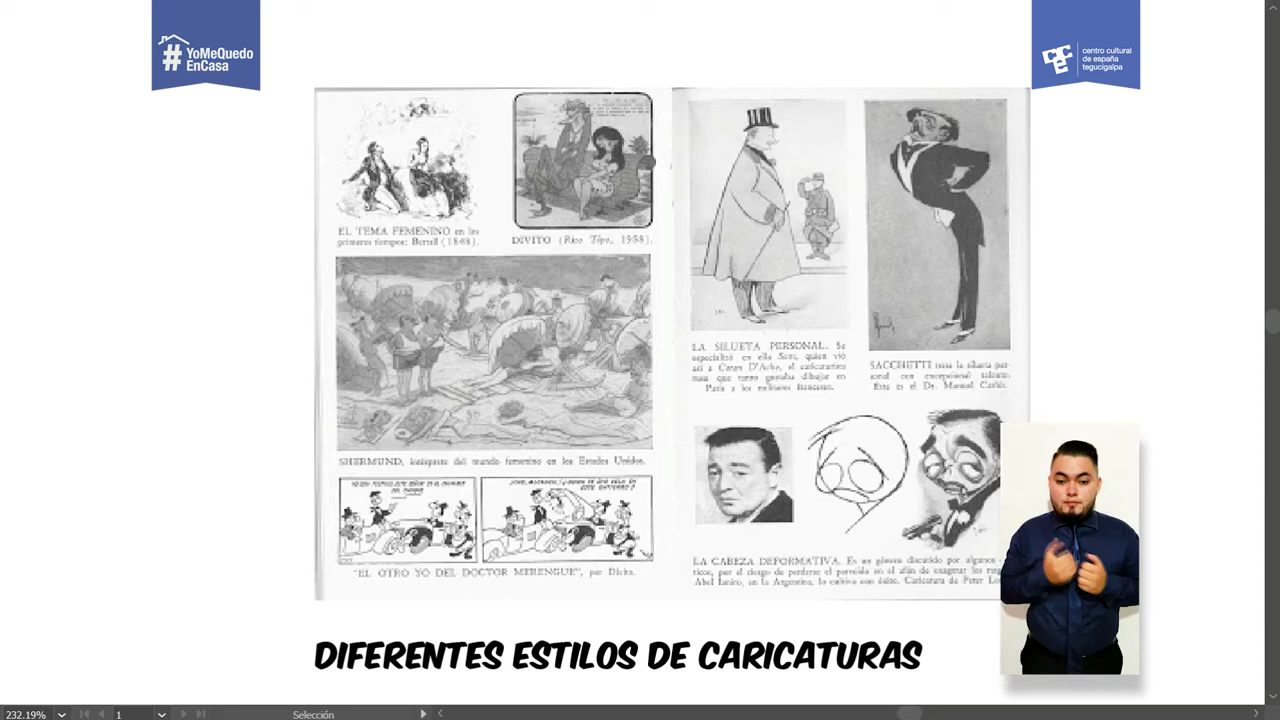 #YoMeQuedo
EnCasa
cce
centro cultural
de españa
tegucigalpa
EL TEMA FEMENINO en los
primeros tiempos: Bertall (1848).
DIVITO (Rico Tipo, 1958).
SHERMUND, intérprete del mundo femenino en los Estados Unidos.
"EL OTRO YO DEL DOCTOR MERENGUE", por Divito.
LA SILUETA PERSONAL. Se
especializó en ella Sem, quien vió
así a Caran D'Ache, el caricaturista
ruso que tanto gustaba dibujar en
París a los militares franceses.
SACCHETTI trata la silueta per-
sonal con excepcional talento.
Este es el Dr. Manuel Carlés.
LA CABEZA DEFORMATIVA. Es un género discutido por algunos
ticos, por el riesgo de perderse el parecido en el afán de exagerar los
Abel Ianiro, en la Argentina, lo cultivó con éxito. Caricatura de Peter
DIFERENTES ESTILOS DE CARICATURAS
232.19%
1
Selección